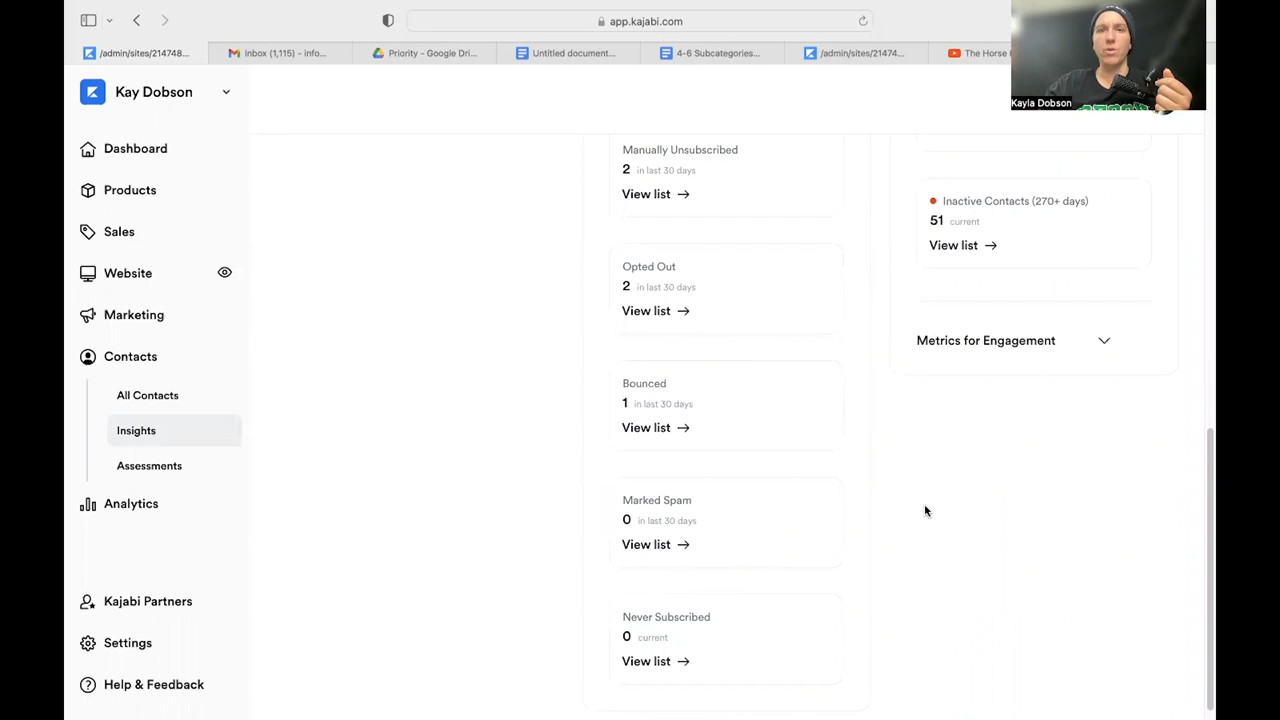 app.kajabi.com
/admin/sites/214748...
Inbox (1,115) – info...
Priority - Google Dri...
Untitled document...
4-6 Subcategories...
/admin/sites/21474...
The Horse
Kayla Dobson
Kay Dobson
Dashboard
Products
Sales
Website
Marketing
Contacts
All Contacts
Insights
Assessments
Analytics
Kajabi Partners
Settings
Help & Feedback
Manually Unsubscribed
2 in last 30 days
View list →
Opted Out
2 in last 30 days
View list →
Bounced
1 in last 30 days
View list →
Marked Spam
0 in last 30 days
View list →
Never Subscribed
0 current
View list →
Inactive Contacts (270+ days)
51 current
View list →
Metrics for Engagement